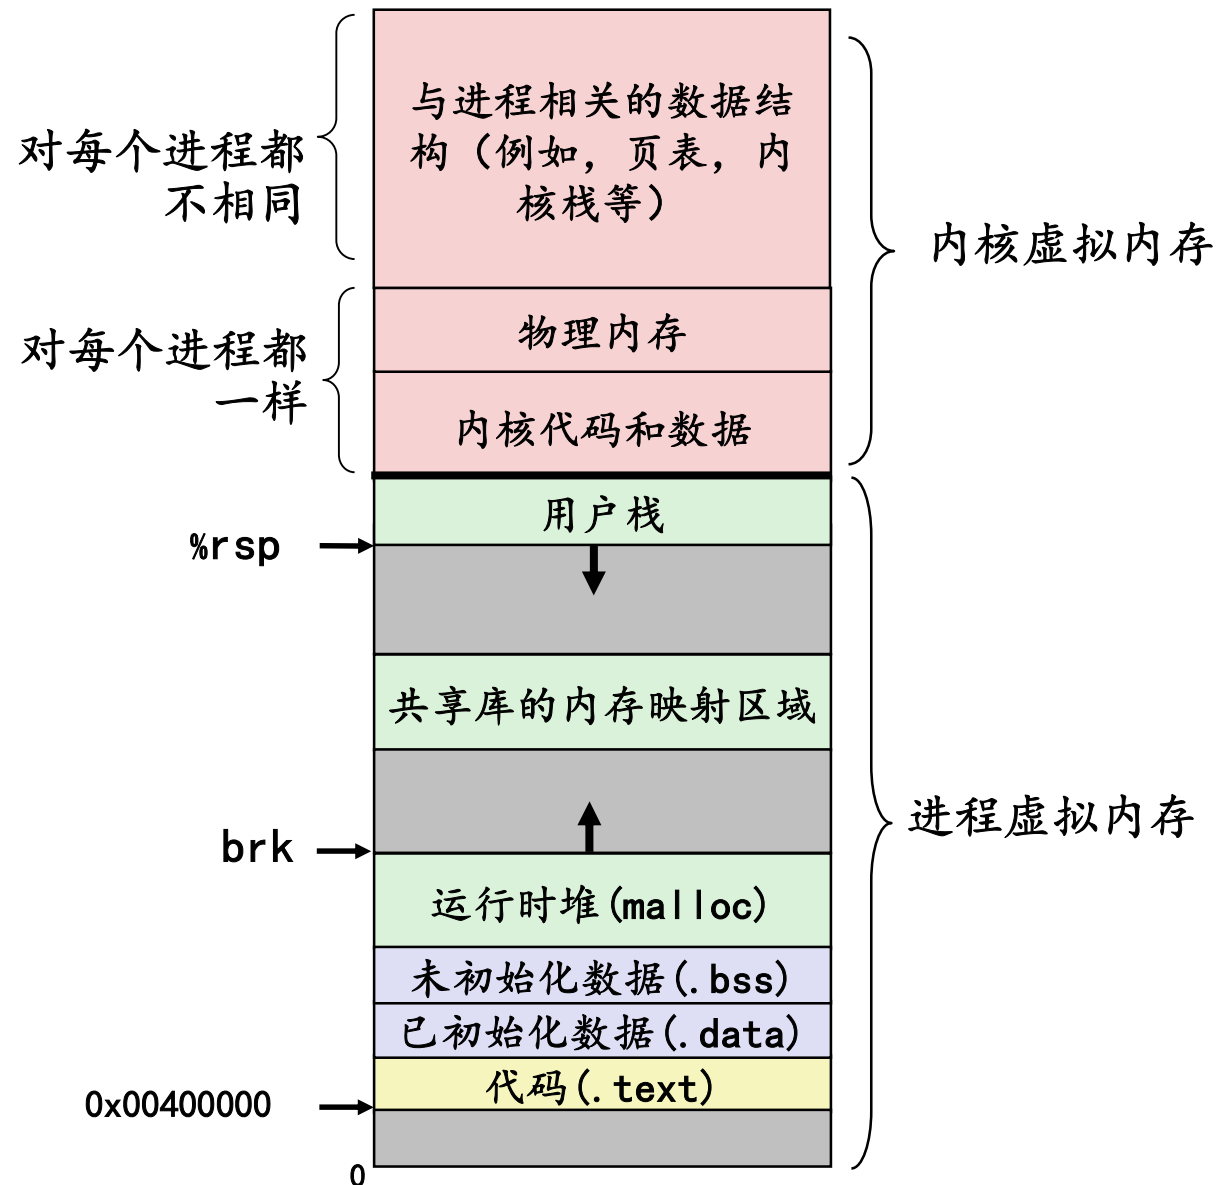 与进程相关的数据结
构（例如，页表，内
核栈等）
对每个进程都
不相同
内核虚拟内存
物理内存
对每个进程都
一样
内核代码和数据
用户栈
%rsp
共享库的内存映射区域
进程虚拟内存
brk
运行时堆(malloc)
未初始化数据(.bss)
已初始化数据(.data)
代码(.text)
0x00400000
0